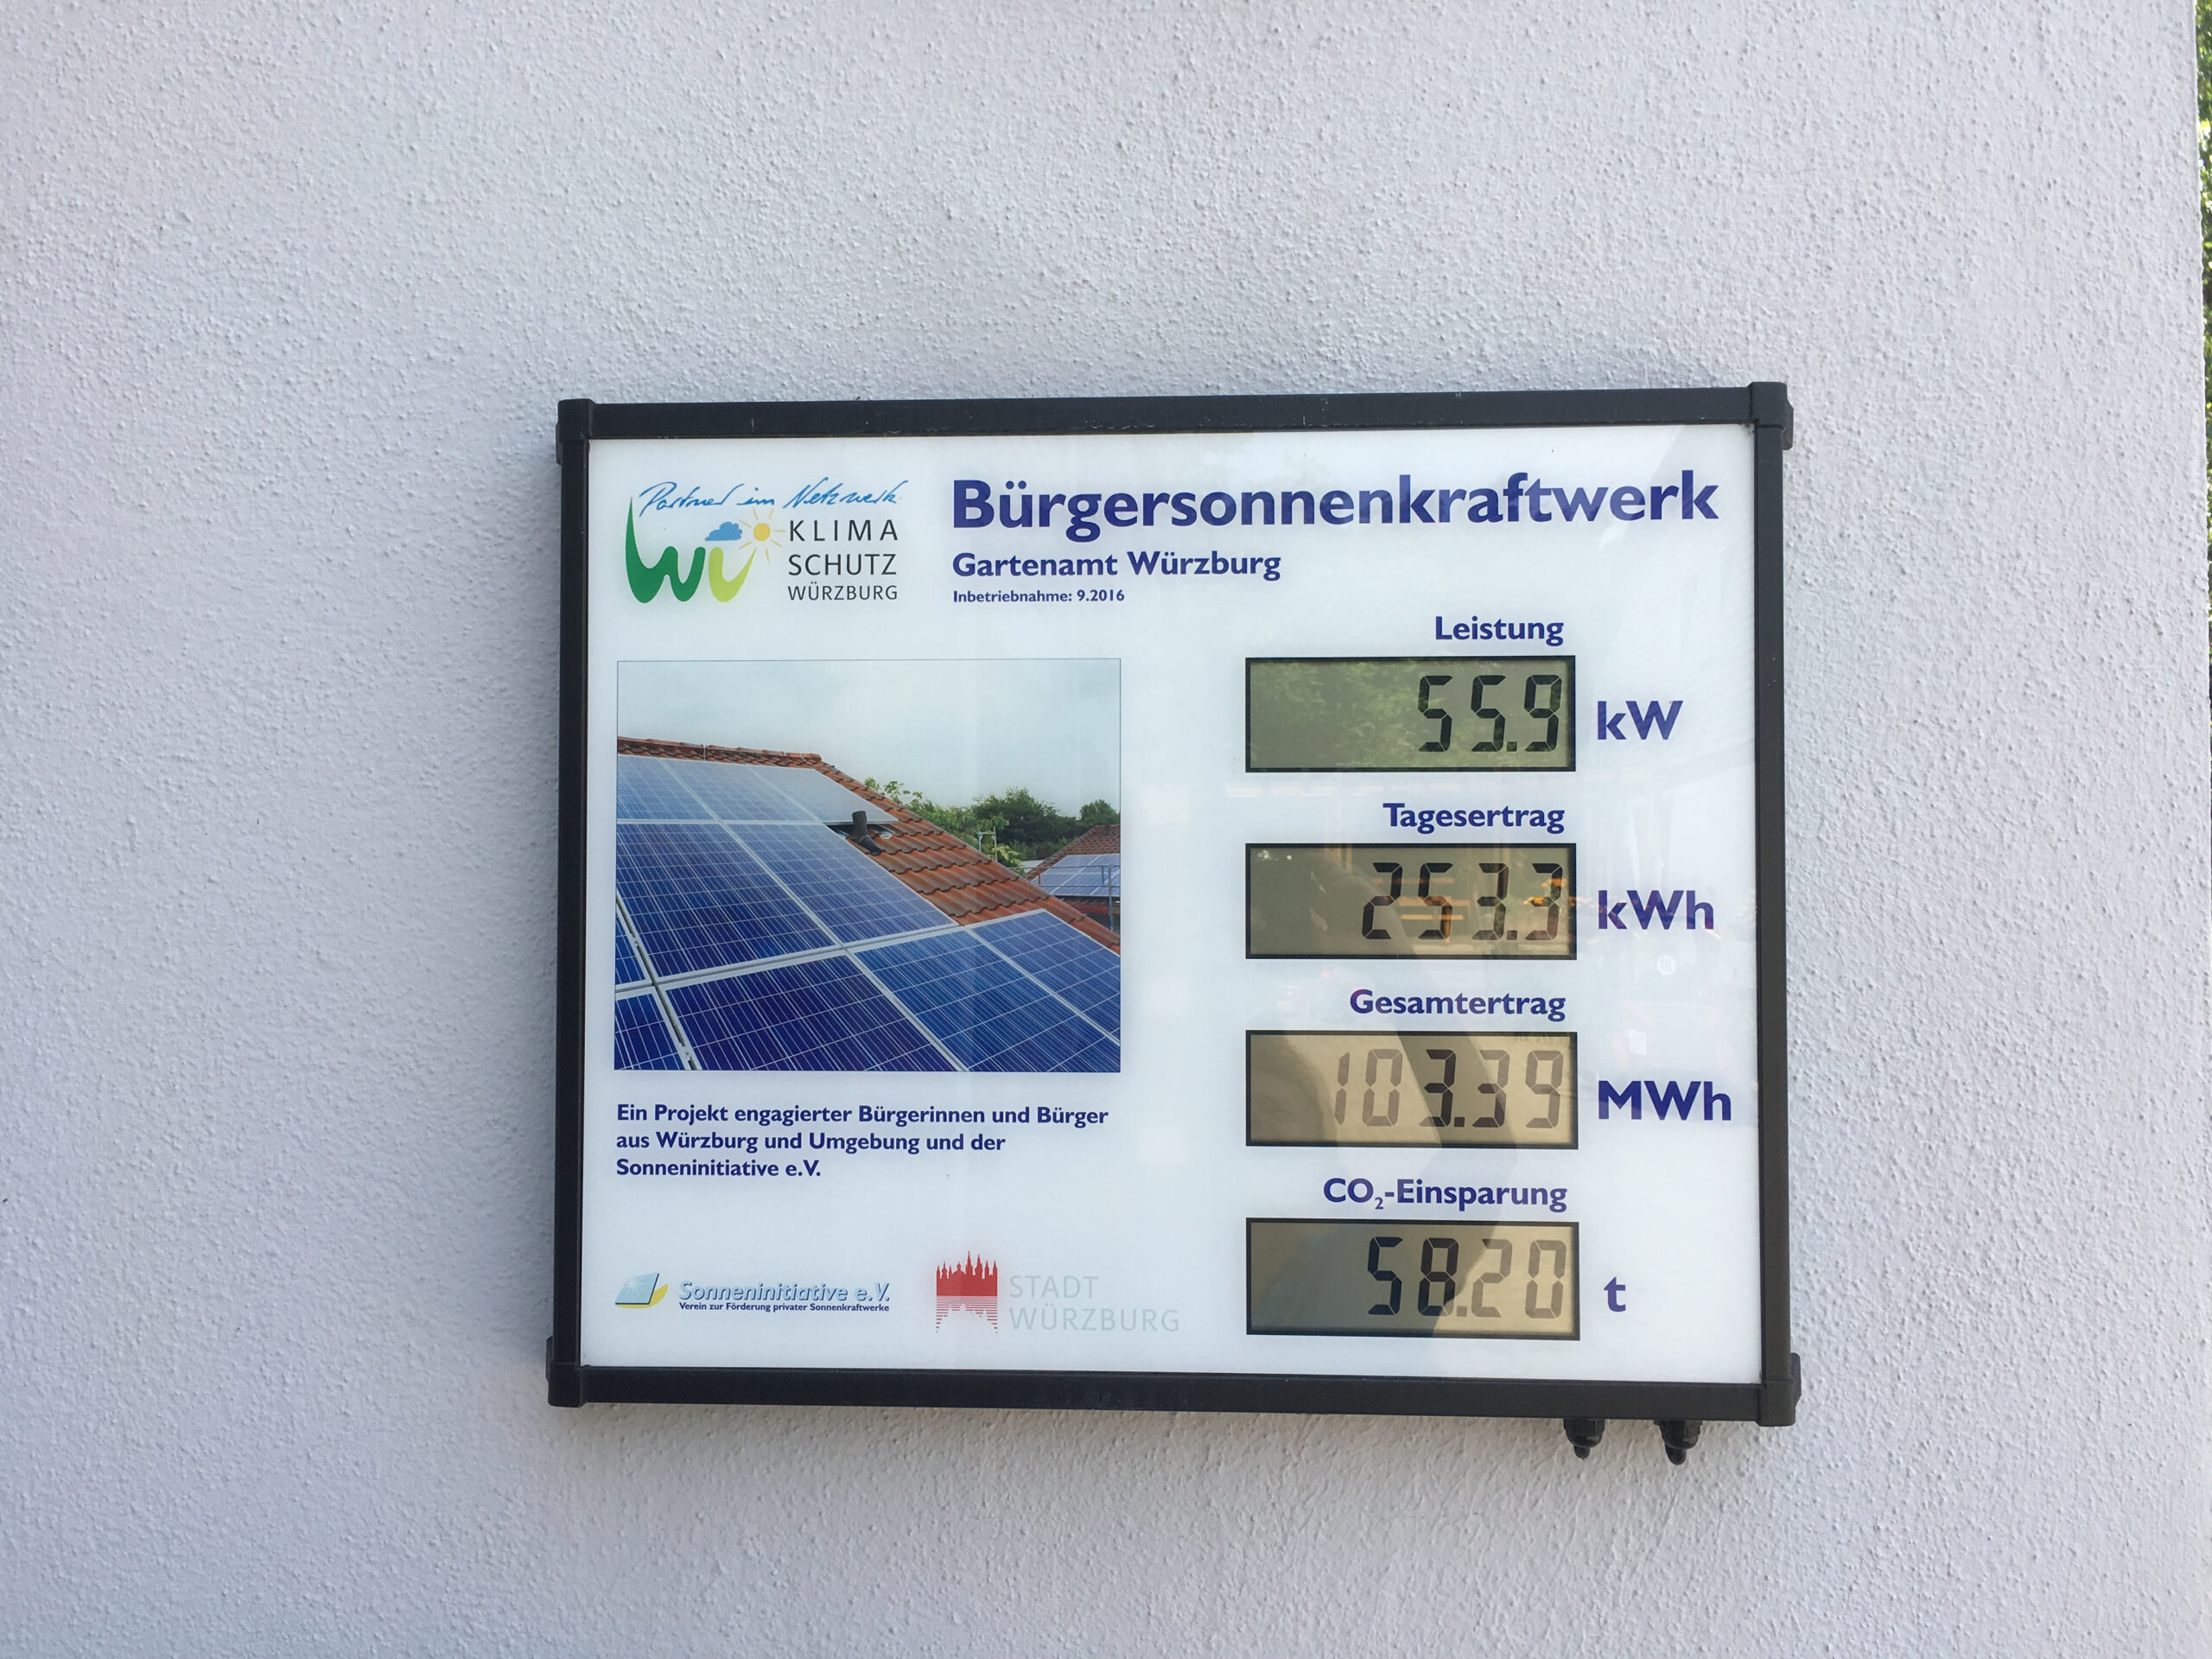 Partner im Netzwerk
KLIMA
SCHUTZ
WÜRZBURG
Bürgersonnenkraftwerk
Gartenamt Würzburg
Inbetriebnahme: 9.2016
Leistung
55.9 kW
Tagesertrag
253.3 kWh
Gesamtertrag
103.39 MWh
CO₂-Einsparung
58.20 t
Ein Projekt engagierter Bürgerinnen und Bürger
aus Würzburg und Umgebung und der
Sonneninitiative e.V.
Sonneninitiative e.V.
Verein zur Förderung privater Sonnenkraftwerke
STADT
WÜRZBURG